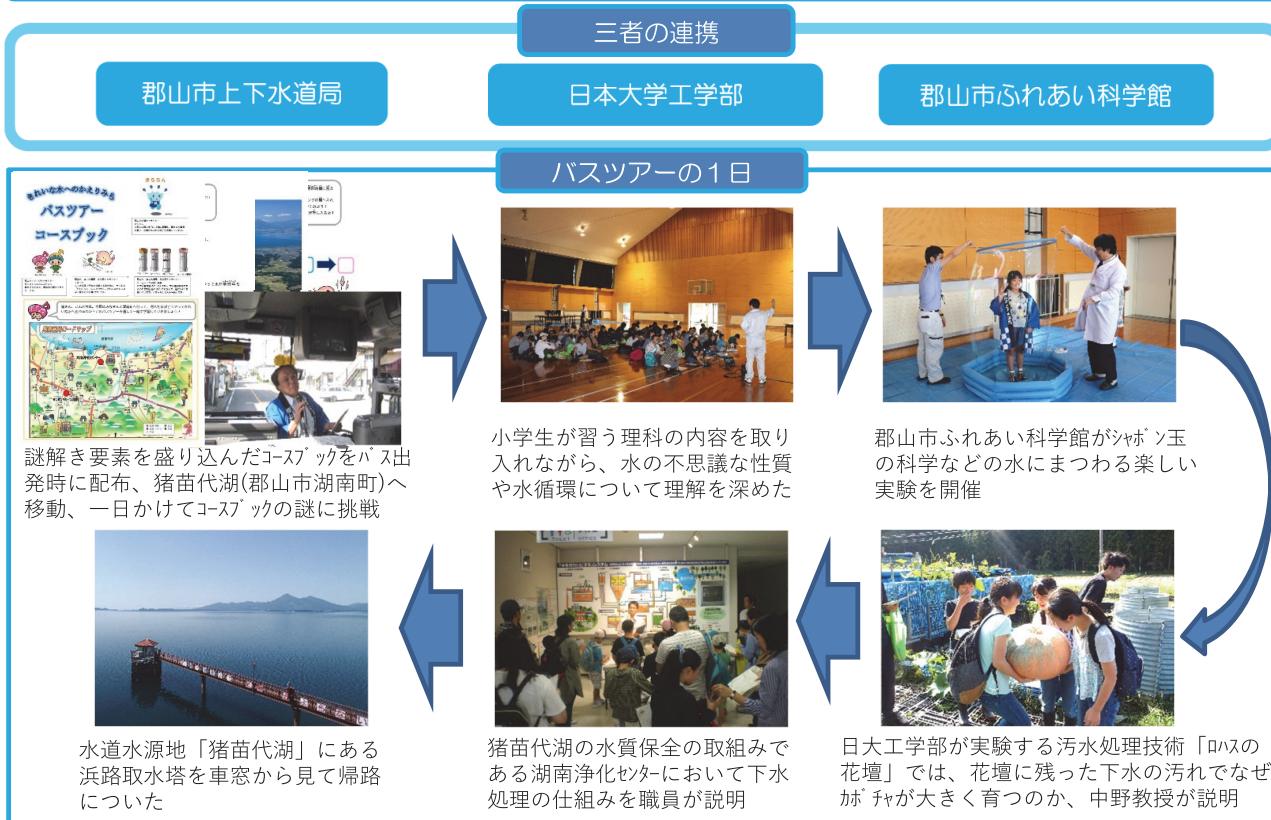 三者の連携
郡山市上下水道局
日本大学工学部
郡山市ふれあい科学館
バスツアーの1日
きれいな水へのかえりみち
バスツアー
コースブック
謎解き要素を盛り込んだｺｰｽﾌﾞｯｸをﾊﾞｽ出
発時に配布、猪苗代湖(郡山市湖南町)へ
移動、一日かけてｺｰｽﾌﾞｯｸの謎に挑戦
小学生が習う理科の内容を取り
入れながら、水の不思議な性質
や水循環について理解を深めた
郡山市ふれあい科学館がｼｬﾎﾞﾝ玉
の科学などの水にまつわる楽しい
実験を開催
水道水源地「猪苗代湖」にある
浜路取水塔を車窓から見て帰路
についた
猪苗代湖の水質保全の取組みで
ある湖南浄化ｾﾝﾀｰにおいて下水
処理の仕組みを職員が説明
日大工学部が実験する汚水処理技術「ﾛﾊｽの
花壇」では、花壇に残った下水の汚れでなぜ
ｶﾎﾞﾁｬが大きく育つのか、中野教授が説明